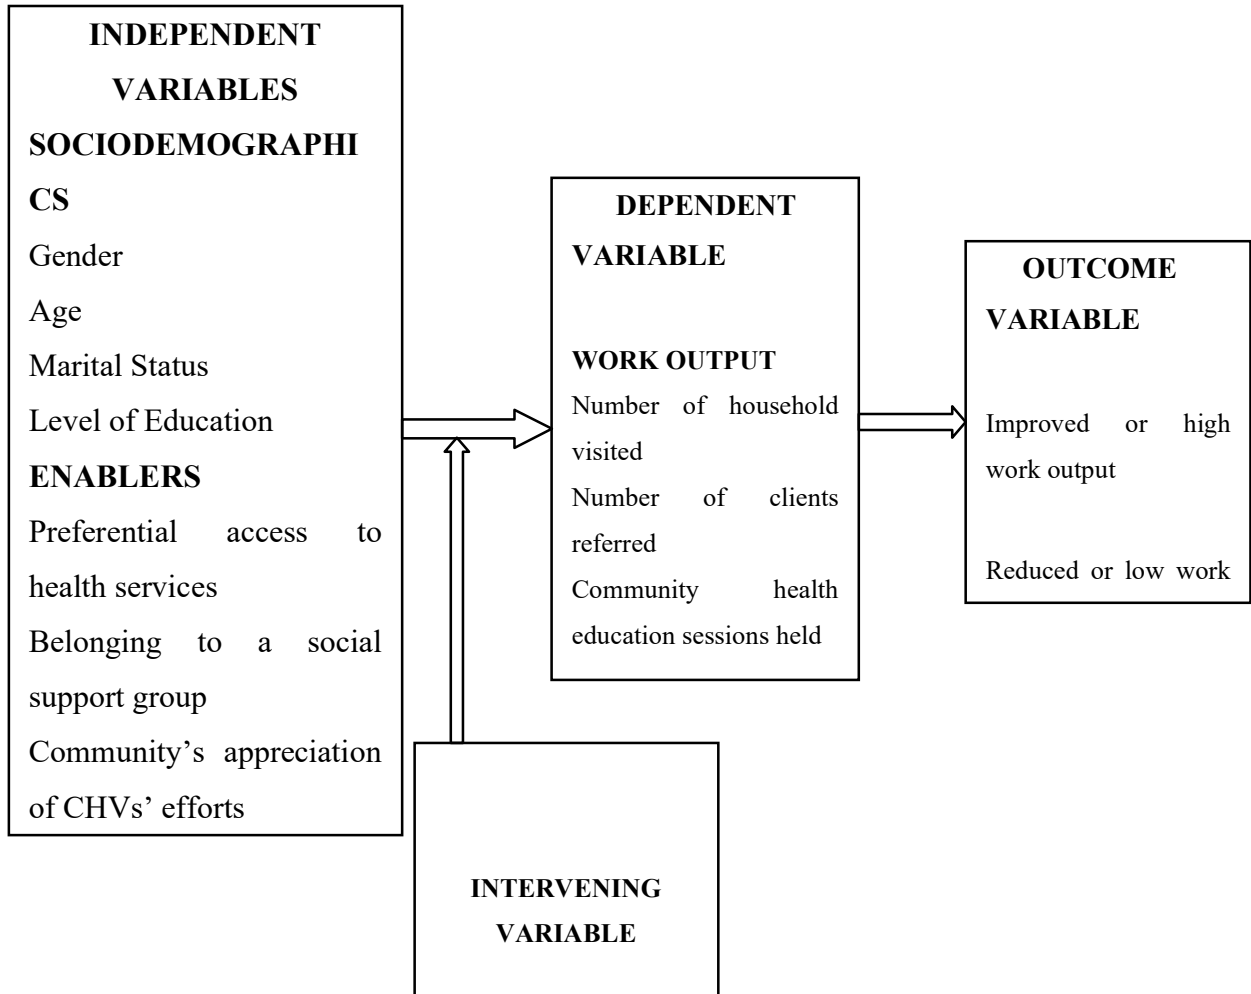 INDEPENDENT
VARIABLES
SOCIODEMOGRAPHI
CS
Gender
Age
Marital Status
Level of Education
ENABLERS
Preferential access to
health services
Belonging to a social
support group
Community’s appreciation
of CHVs’ efforts
DEPENDENT
VARIABLE
WORK OUTPUT
Number of household
visited
Number of clients
referred
Community health
education sessions held
OUTCOME
VARIABLE
Improved or high
work output
Reduced or low work
INTERVENING
VARIABLE